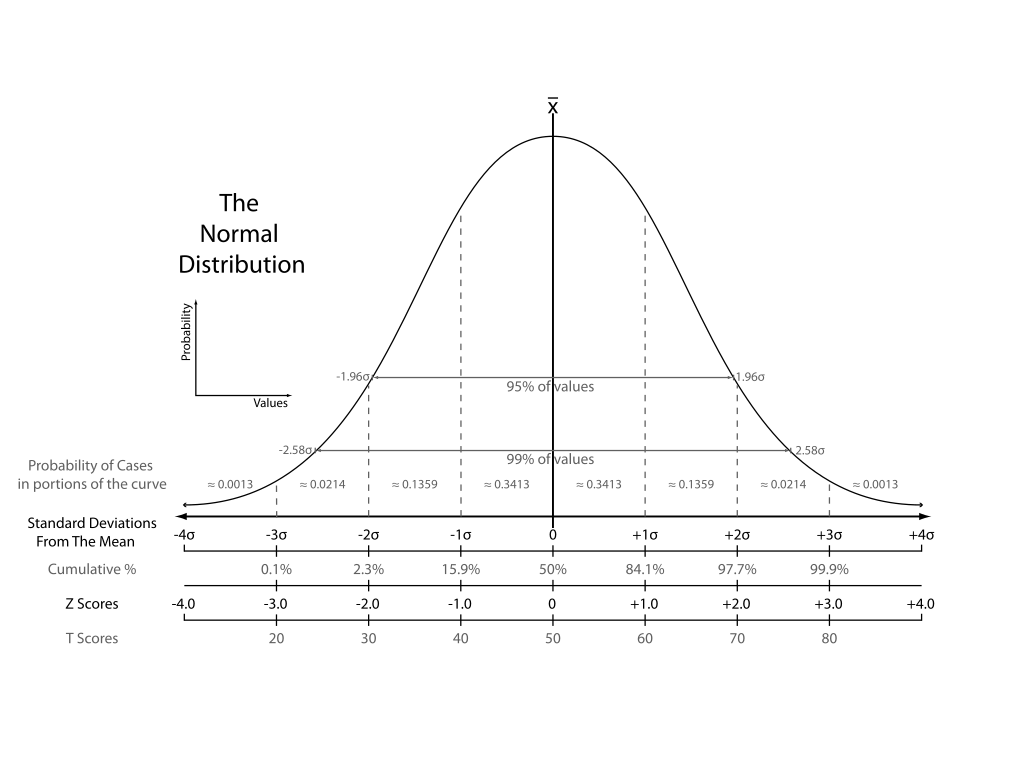 x̅
The
Normal
Distribution
Probability
Values
-1.96σ 1.96σ
95% of values
-2.58σ 2.58σ
99% of values
Probability of Cases
in portions of the curve
≈ 0.0013 ≈ 0.0214 ≈ 0.1359 ≈ 0.3413 ≈ 0.3413 ≈ 0.1359 ≈ 0.0214 ≈ 0.0013
Standard Deviations
From The Mean
-4σ -3σ -2σ -1σ 0 +1σ +2σ +3σ +4σ
Cumulative % 0.1% 2.3% 15.9% 50% 84.1% 97.7% 99.9%
Z Scores -4.0 -3.0 -2.0 -1.0 0 +1.0 +2.0 +3.0 +4.0
T Scores 20 30 40 50 60 70 80